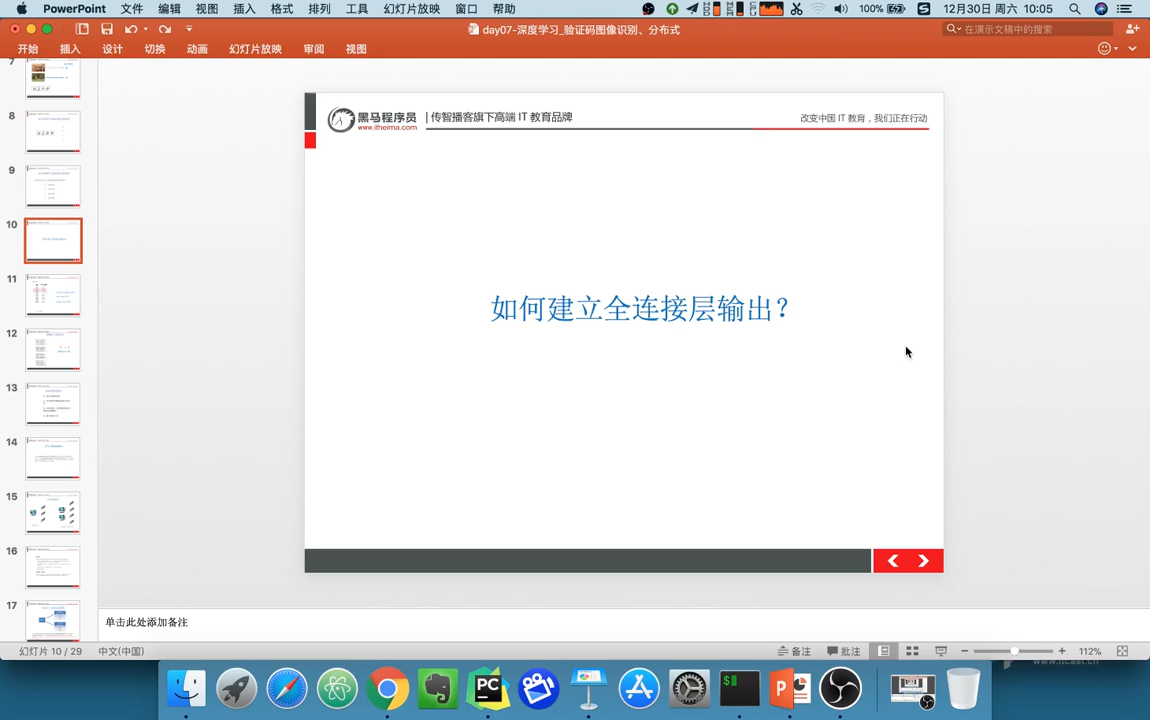 PowerPoint 文件 编辑 视图 插入 格式 排列 工具 幻灯片放映 窗口 帮助 100% 12月30日 周六 10:05
day07-深度学习_验证码图像识别、分布式
在演示文稿中的搜索
开始 插入 设计 切换 动画 幻灯片放映 审阅 视图
7
8
9
10
11
12
13
14
15
16
17
黑马程序员
www.itheima.com
传智播客旗下高端 IT 教育品牌
改变中国 IT 教育，我们正在行动
如何建立全连接层输出？
单击此处添加备注
幻灯片 10 / 29 中文(中国) 备注 批注 112%
www.itcast.cn
PC
$
P